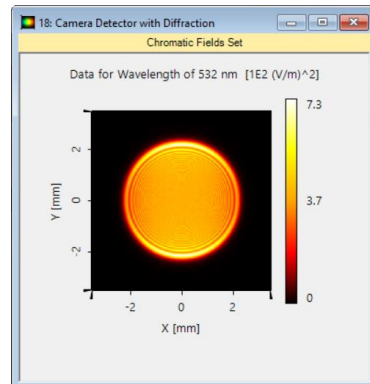 18: Camera Detector with Diffraction
Chromatic Fields Set
Data for Wavelength of 532 nm [1E2 (V/m)^2]
7.3
3.7
0
Y [mm]
2
0
-2
-2 0 2
X [mm]